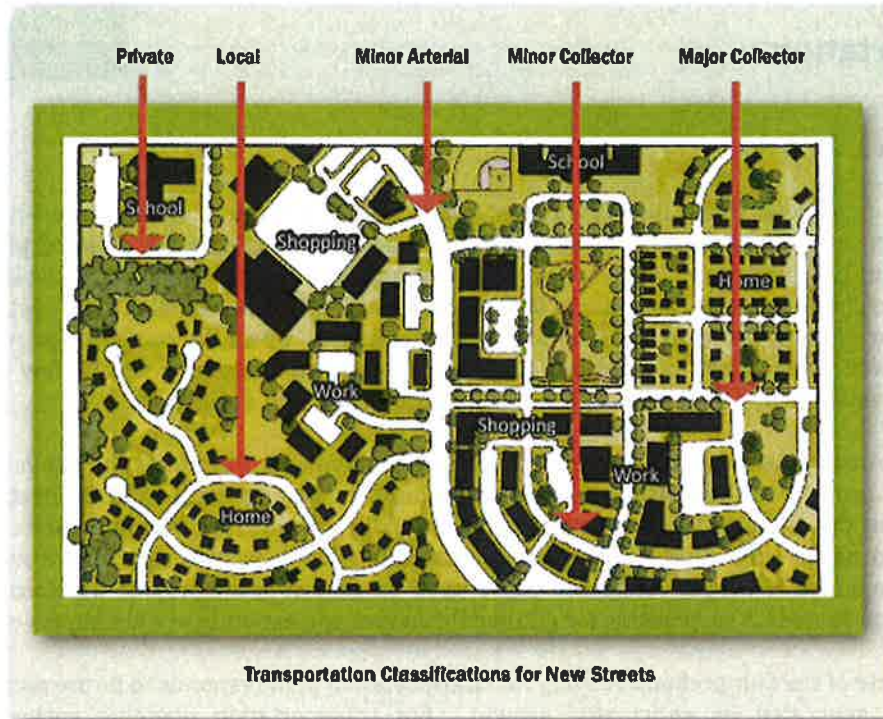 Private Local Minor Arterial Minor Collector Major Collector
School
School
Shopping
Home
Work
Shopping
Work
Home
Transportation Classifications for New Streets